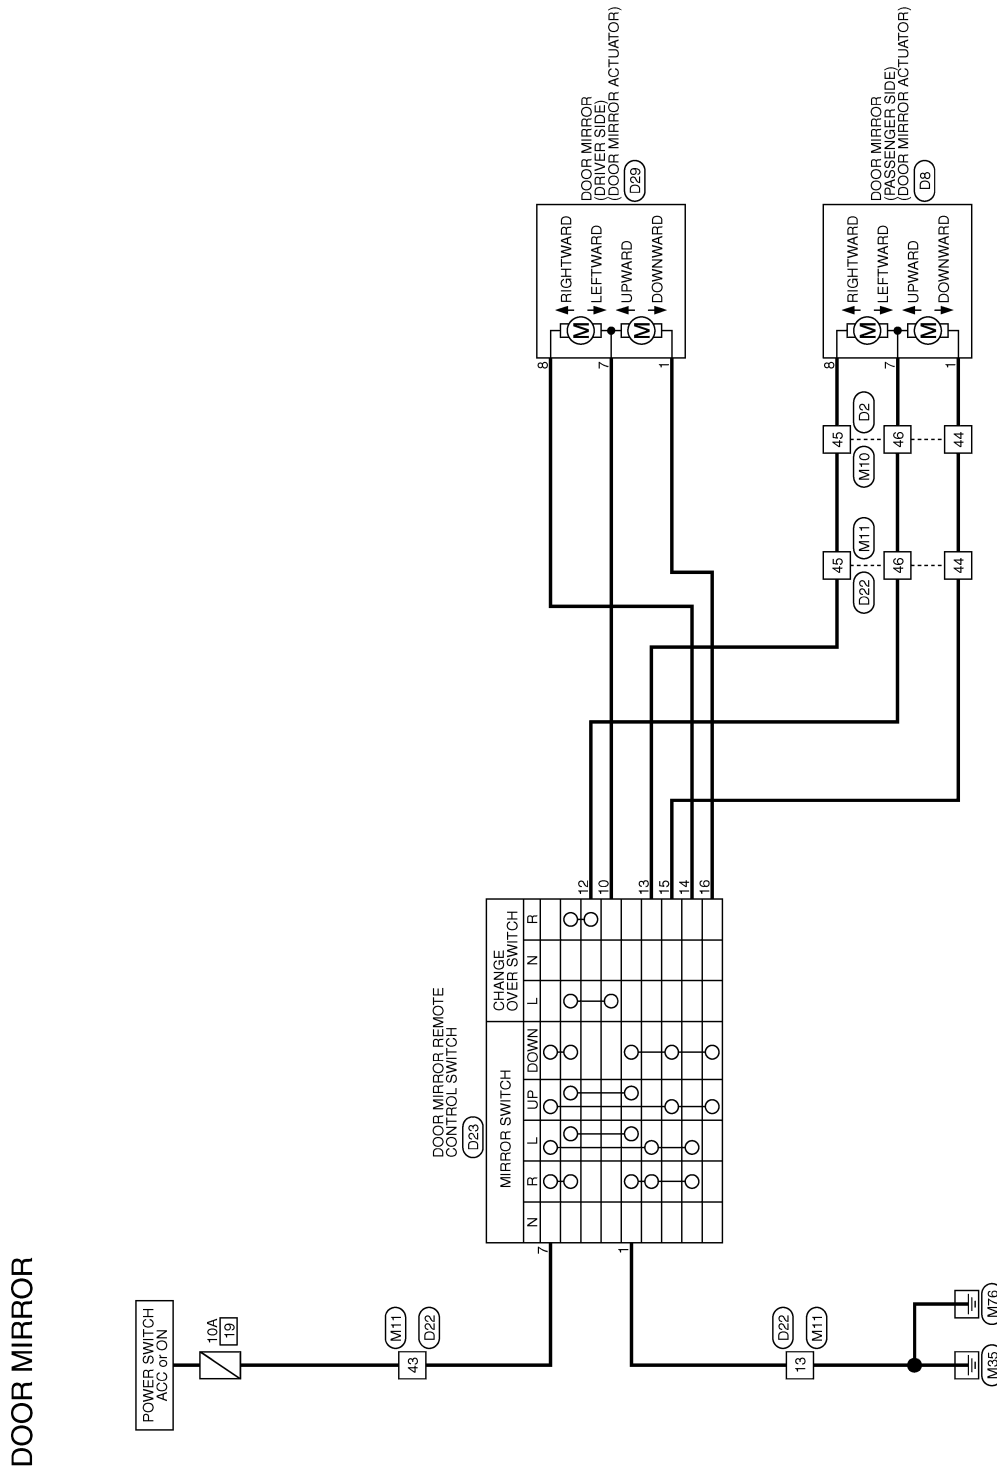 DOOR MIRROR
POWER SWITCH
ACC or ON
10A
19
43
M11
D22
7
1
D22
M11
13
M35
M76
DOOR MIRROR REMOTE
CONTROL SWITCH
D23
MIRROR SWITCH
CHANGE
OVER SWITCH
N
R
L
UP
DOWN
L
N
R
12
10
13
15
14
16
DOOR MIRROR
(DRIVER SIDE)
(DOOR MIRROR ACTUATOR)
D29
RIGHTWARD
LEFTWARD
UPWARD
DOWNWARD
M
M
8
7
1
DOOR MIRROR
(PASSENGER SIDE)
(DOOR MIRROR ACTUATOR)
D8
RIGHTWARD
LEFTWARD
UPWARD
DOWNWARD
M
M
8
7
1
45
D2
M10
46
44
45
M11
D22
46
44